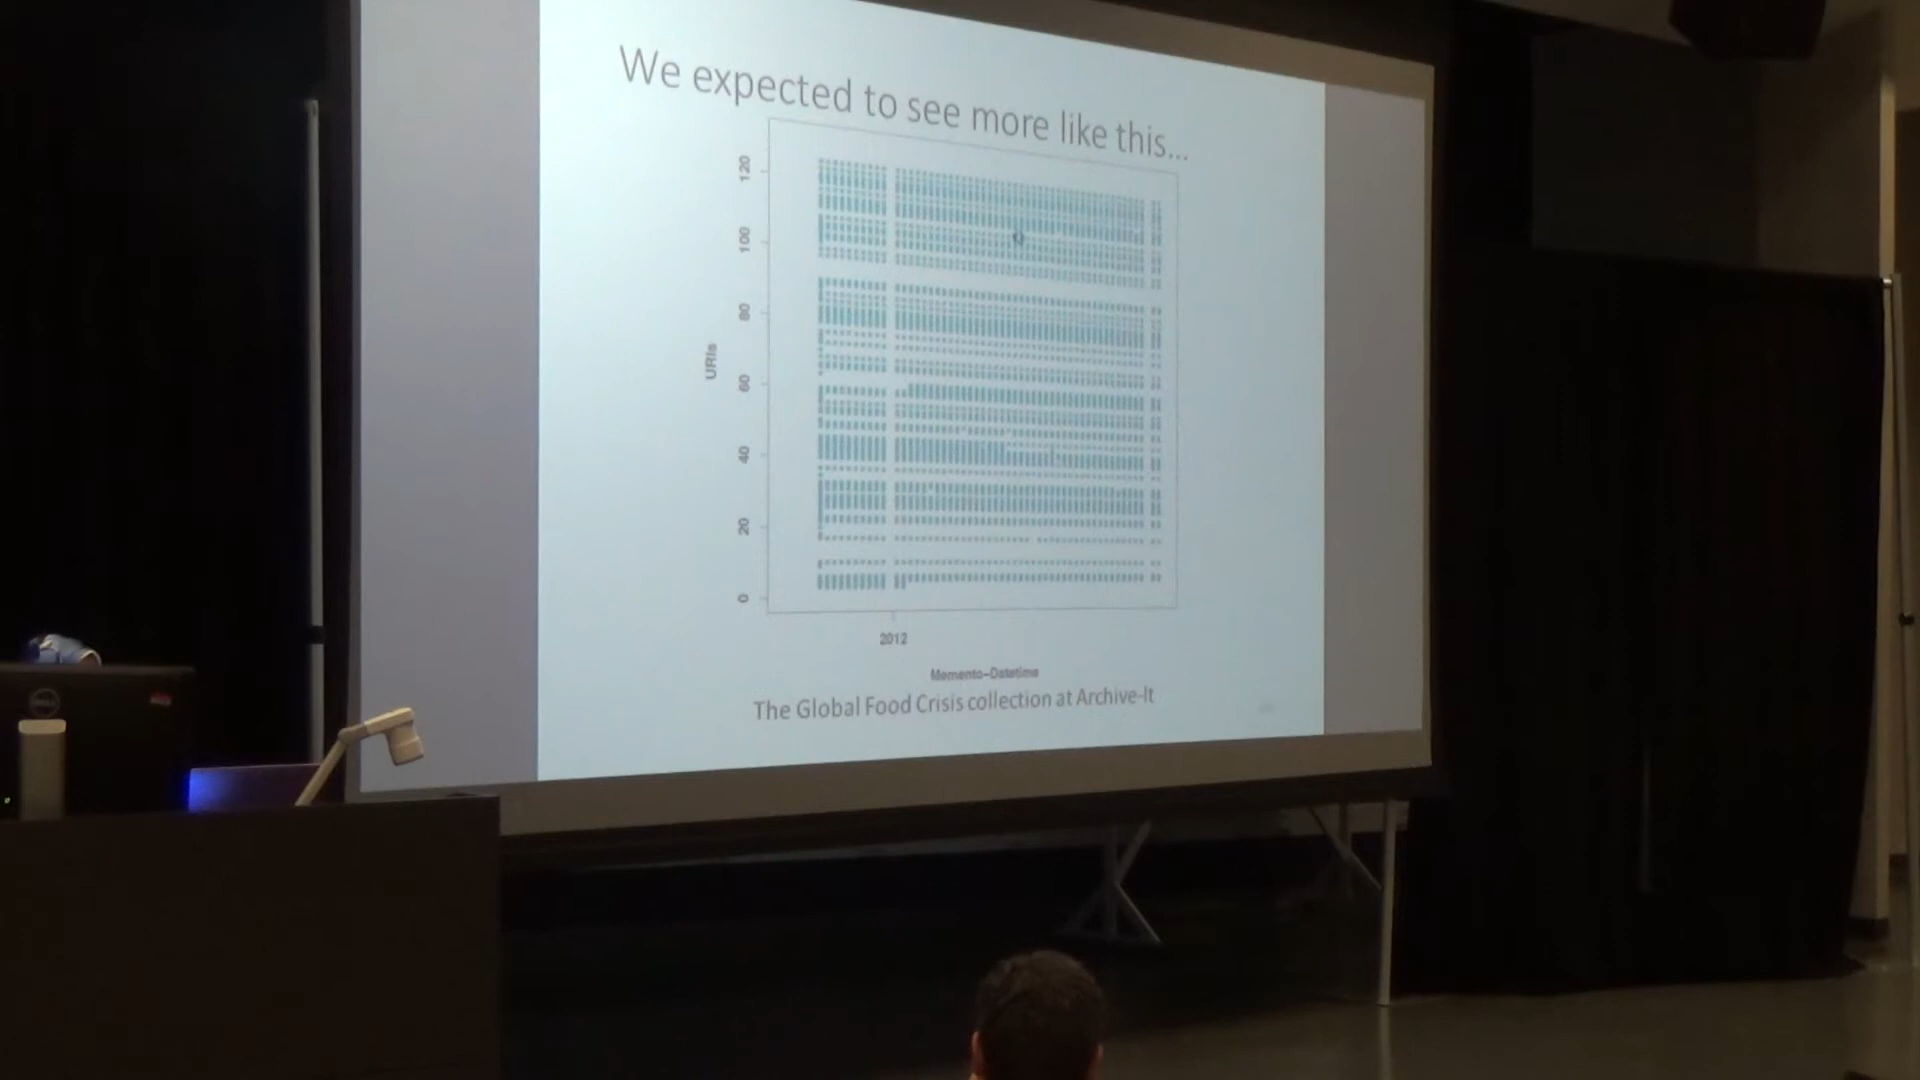 We expected to see more like this...
120
100
80
60
40
20
0
URIs
2012
Memento-Datetime
The Global Food Crisis collection at Archive-It
DELL